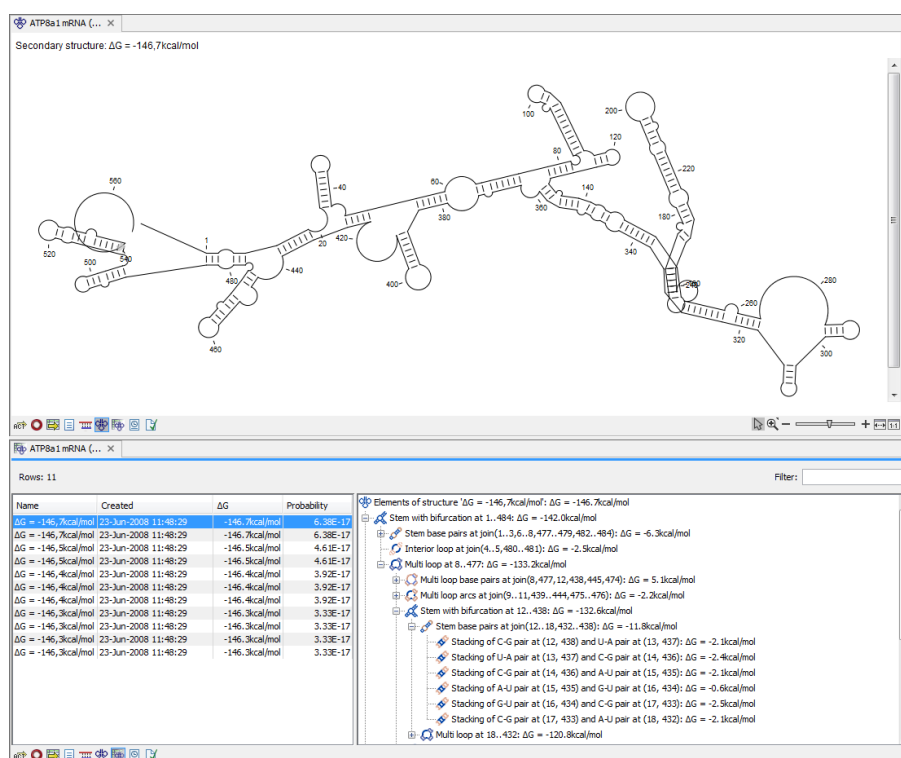 ATP8a1 mRNA (...
Secondary structure: ΔG = -146,7kcal/mol
100
120
200
80
220
140
60
40
560
180
360
380
1
20
420
340
520
500
540
480
440
400
280
260
240
320
300
460
1:1
ATP8a1 mRNA (...
Rows: 11
Filter:
Name Created ΔG Probability
ΔG = -146,7kcal/mol 23-Jun-2008 11:48:29 -146.7kcal/mol 6.38E-17
ΔG = -146,7kcal/mol 23-Jun-2008 11:48:29 -146.7kcal/mol 6.38E-17
ΔG = -146,5kcal/mol 23-Jun-2008 11:48:29 -146.5kcal/mol 4.61E-17
ΔG = -146,5kcal/mol 23-Jun-2008 11:48:29 -146.5kcal/mol 4.61E-17
ΔG = -146,4kcal/mol 23-Jun-2008 11:48:29 -146.4kcal/mol 3.92E-17
ΔG = -146,4kcal/mol 23-Jun-2008 11:48:29 -146.4kcal/mol 3.92E-17
ΔG = -146,4kcal/mol 23-Jun-2008 11:48:29 -146.4kcal/mol 3.92E-17
ΔG = -146,3kcal/mol 23-Jun-2008 11:48:29 -146.3kcal/mol 3.33E-17
ΔG = -146,3kcal/mol 23-Jun-2008 11:48:29 -146.3kcal/mol 3.33E-17
ΔG = -146,3kcal/mol 23-Jun-2008 11:48:29 -146.3kcal/mol 3.33E-17
ΔG = -146,3kcal/mol 23-Jun-2008 11:48:29 -146.3kcal/mol 3.33E-17
Elements of structure 'ΔG = -146,7kcal/mol': ΔG = -146.7kcal/mol
Stem with bifurcation at 1..484: ΔG = -142.0kcal/mol
Stem base pairs at join(1..3,6..8,477..479,482..484): ΔG = -6.3kcal/mol
Interior loop at join(4..5,480..481): ΔG = -2.5kcal/mol
Multi loop at 8..477: ΔG = -133.2kcal/mol
Multi loop base pairs at join(8,477,12,438,445,474): ΔG = 5.1kcal/mol
Multi loop arcs at join(9..11,439..444,475..476): ΔG = -2.2kcal/mol
Stem with bifurcation at 12..438: ΔG = -132.6kcal/mol
Stem base pairs at join(12..18,432..438): ΔG = -11.8kcal/mol
Stacking of C-G pair at (12, 438) and U-A pair at (13, 437): ΔG = -2.1kcal/mol
Stacking of U-A pair at (13, 437) and C-G pair at (14, 436): ΔG = -2.4kcal/mol
Stacking of C-G pair at (14, 436) and A-U pair at (15, 435): ΔG = -2.1kcal/mol
Stacking of A-U pair at (15, 435) and G-U pair at (16, 434): ΔG = -0.6kcal/mol
Stacking of G-U pair at (16, 434) and C-G pair at (17, 433): ΔG = -2.5kcal/mol
Stacking of C-G pair at (17, 433) and A-U pair at (18, 432): ΔG = -2.1kcal/mol
Multi loop at 18..432: ΔG = -120.8kcal/mol